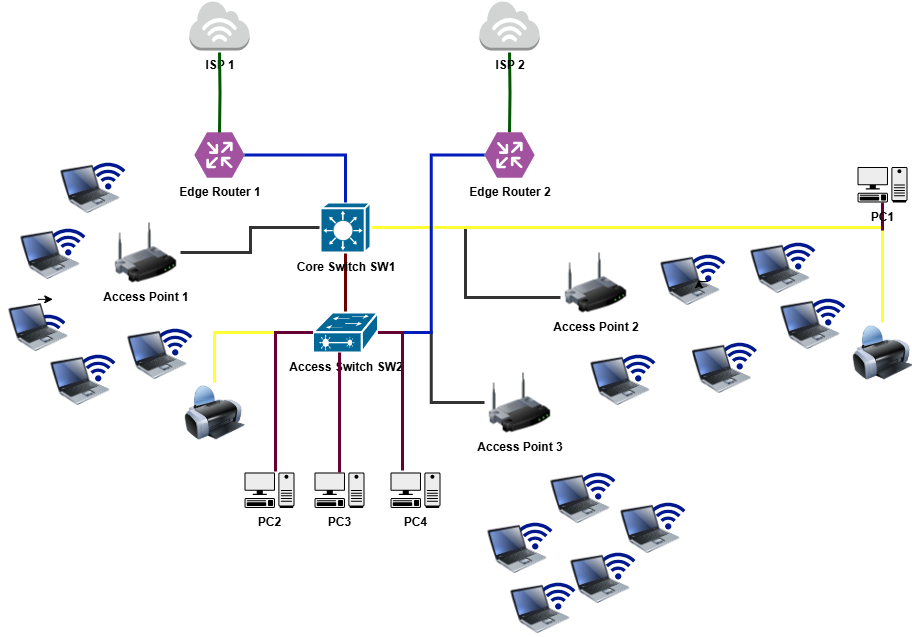 ISP 1
ISP 2
Edge Router 1
Edge Router 2
PC1
Core Switch SW1
Access Point 1
Access Point 2
Access Switch SW2
Access Point 3
PC2
PC3
PC4